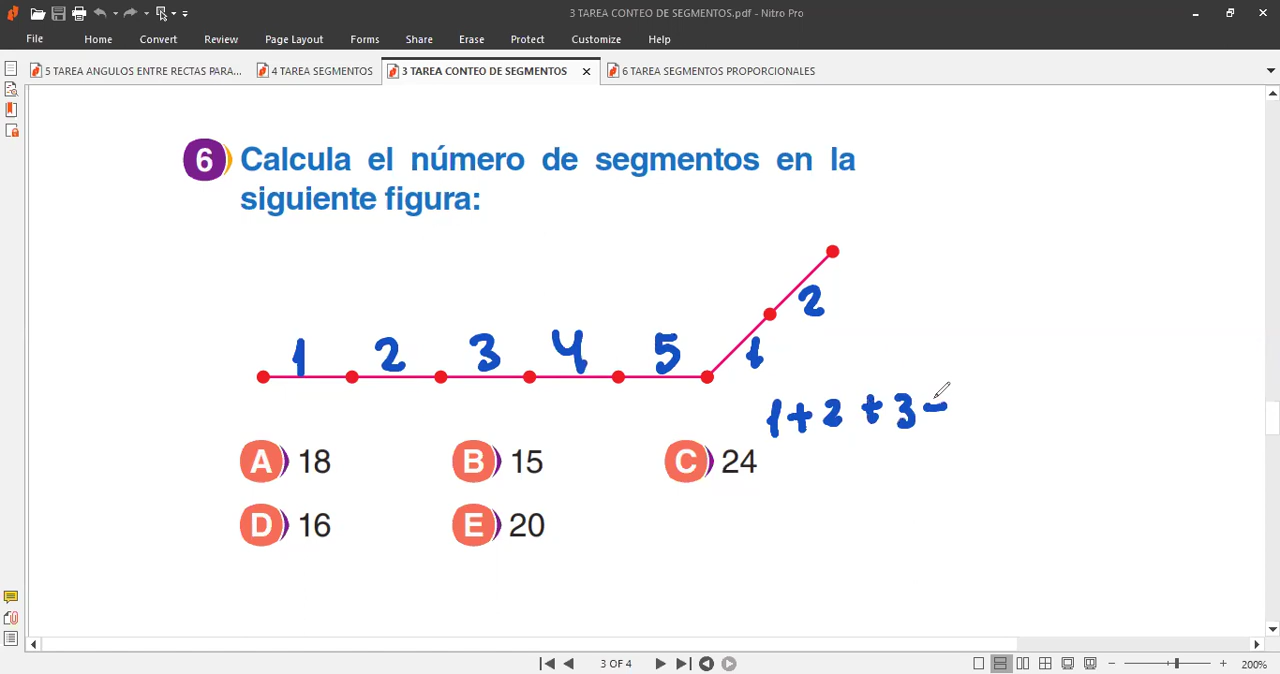 3 TAREA CONTEO DE SEGMENTOS.pdf - Nitro Pro
File Home Convert Review Page Layout Forms Share Erase Protect Customize Help
5 TAREA ANGULOS ENTRE RECTAS PARA... 4 TAREA SEGMENTOS 3 TAREA CONTEO DE SEGMENTOS 6 TAREA SEGMENTOS PROPORCIONALES
6 Calcula el número de segmentos en la
siguiente figura:
2
1 2 3 4 5 1
1+2+3-
A 18 B 15 C 24
D 16 E 20
3 OF 4 200%